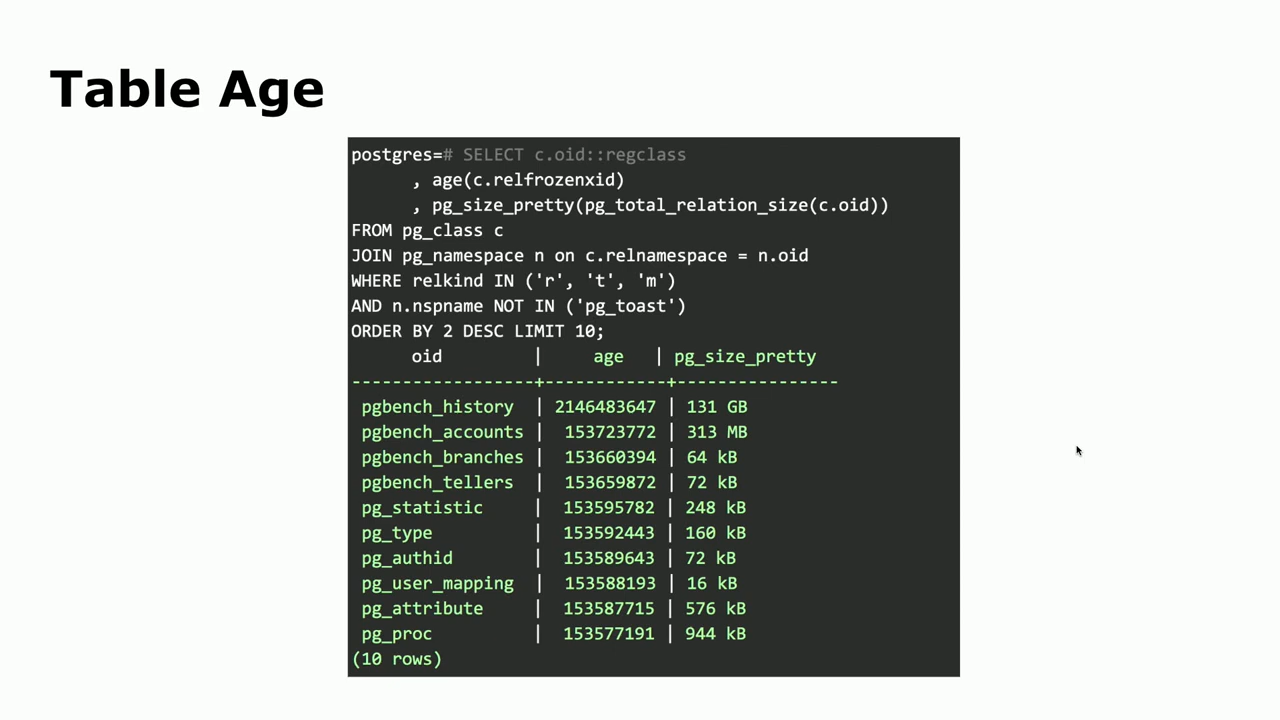 Table Age
postgres=# SELECT c.oid::regclass
, age(c.relfrozenxid)
, pg_size_pretty(pg_total_relation_size(c.oid))
FROM pg_class c
JOIN pg_namespace n on c.relnamespace = n.oid
WHERE relkind IN ('r', 't', 'm')
AND n.nspname NOT IN ('pg_toast')
ORDER BY 2 DESC LIMIT 10;
oid | age | pg_size_pretty
------------------+------------+----------------
pgbench_history | 2146483647 | 131 GB
pgbench_accounts | 153723772 | 313 MB
pgbench_branches | 153660394 | 64 kB
pgbench_tellers | 153659872 | 72 kB
pg_statistic | 153595782 | 248 kB
pg_type | 153592443 | 160 kB
pg_authid | 153589643 | 72 kB
pg_user_mapping | 153588193 | 16 kB
pg_attribute | 153587715 | 576 kB
pg_proc | 153577191 | 944 kB
(10 rows)